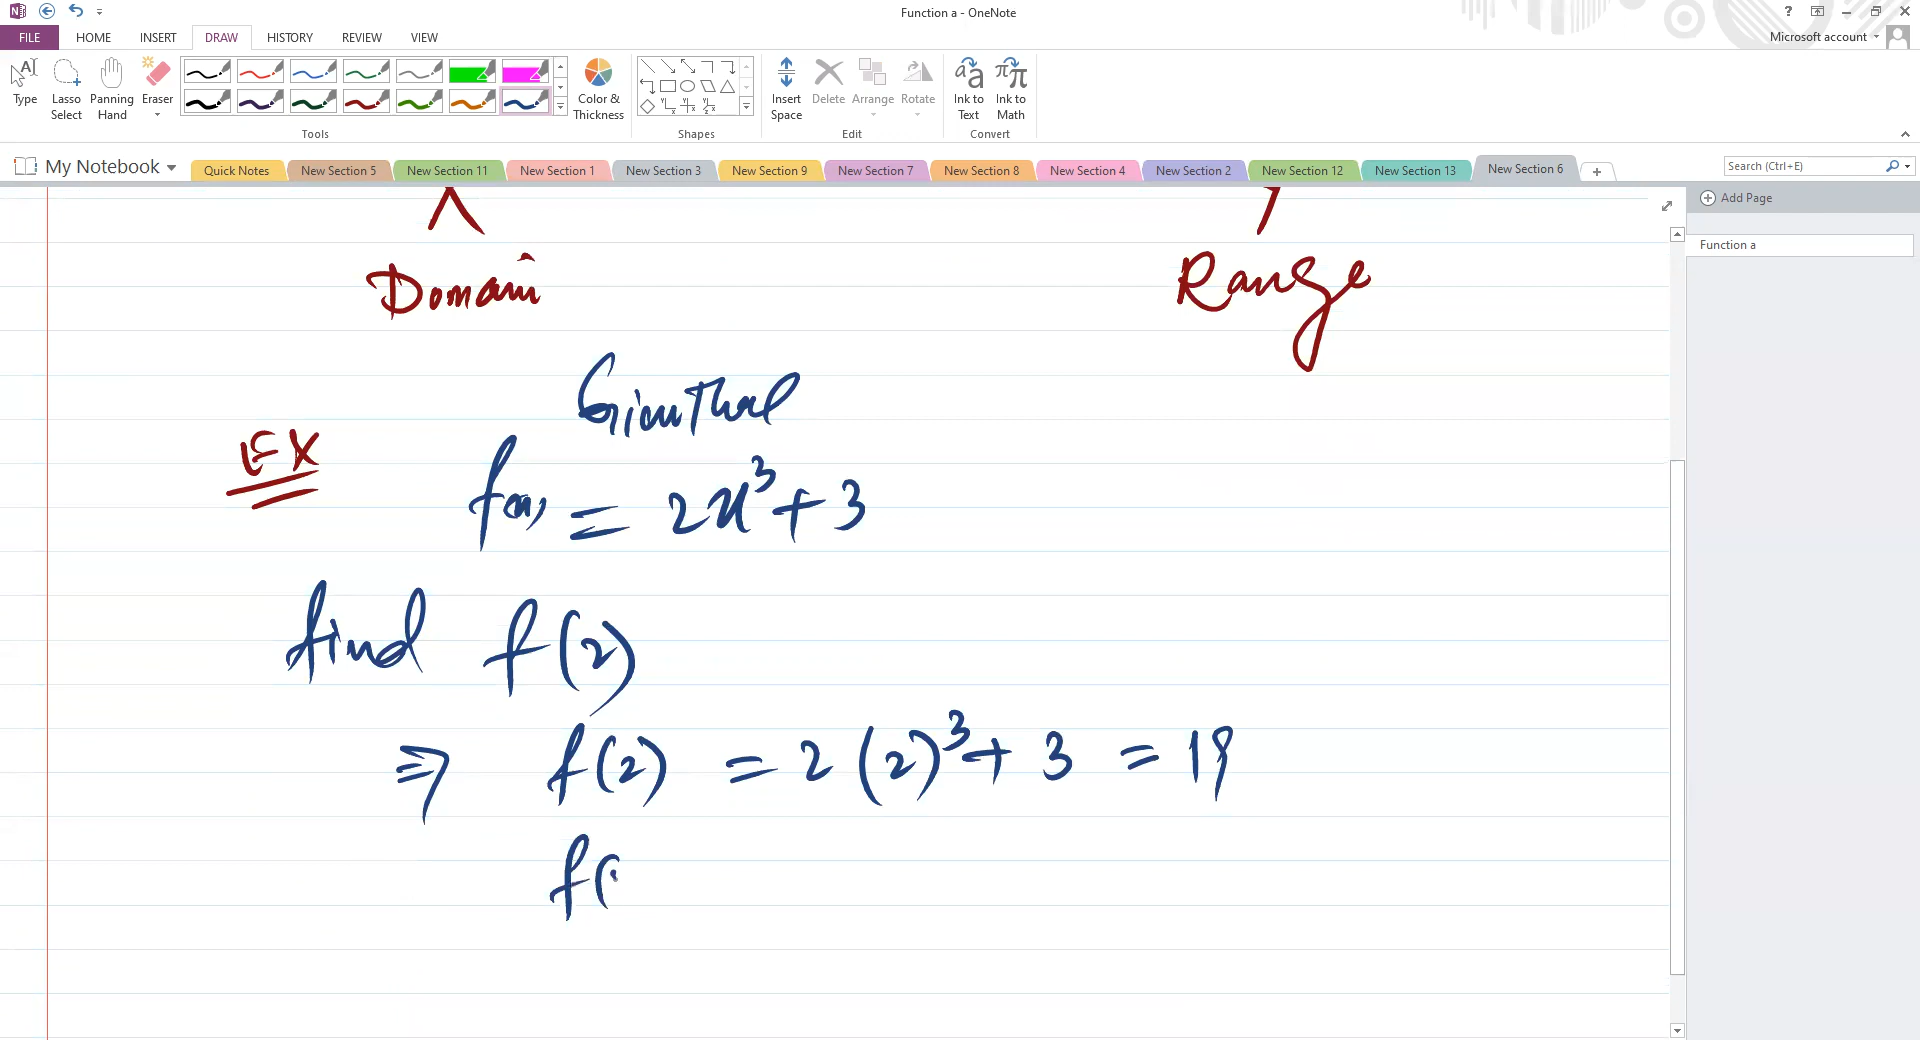 Function a - OneNote
?
FILE HOME INSERT DRAW HISTORY REVIEW VIEW
Microsoft account
Type
Lasso Select
Panning Hand
Eraser
Color & Thickness
Insert Space
Delete
Arrange
Rotate
Ink to Text
Ink to Math
Tools
Shapes
Edit
Convert
My Notebook
Quick Notes
New Section 5
New Section 11
New Section 1
New Section 3
New Section 9
New Section 7
New Section 8
New Section 4
New Section 2
New Section 12
New Section 13
New Section 6
Search (Ctrl+E)
Add Page
Function a
Domain
Range
EX
f(x) = 2x³ + 3
find f(2)
⇒ f(2) = 2(2)³ + 3 = 19
f(